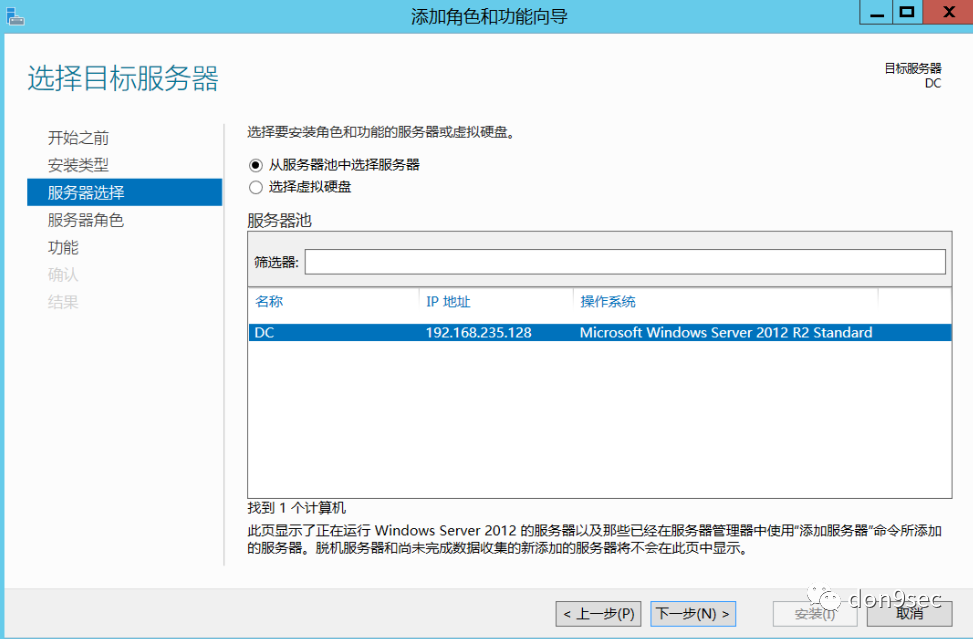 添加角色和功能向导
选择目标服务器
目标服务器
DC
开始之前
安装类型
服务器选择
服务器角色
功能
确认
结果
选择要安装角色和功能的服务器或虚拟硬盘。
从服务器池中选择服务器
选择虚拟硬盘
服务器池
筛选器:
名称 IP 地址 操作系统
DC 192.168.235.128 Microsoft Windows Server 2012 R2 Standard
找到 1 个计算机
此页显示了正在运行 Windows Server 2012 的服务器以及那些已经在服务器管理器中使用"添加服务器"命令所添加
的服务器。脱机服务器和尚未完成数据收集的新添加的服务器将不会在此页中显示。
< 上一步(P) 下一步(N) > 安装(I) 取消
don9sec